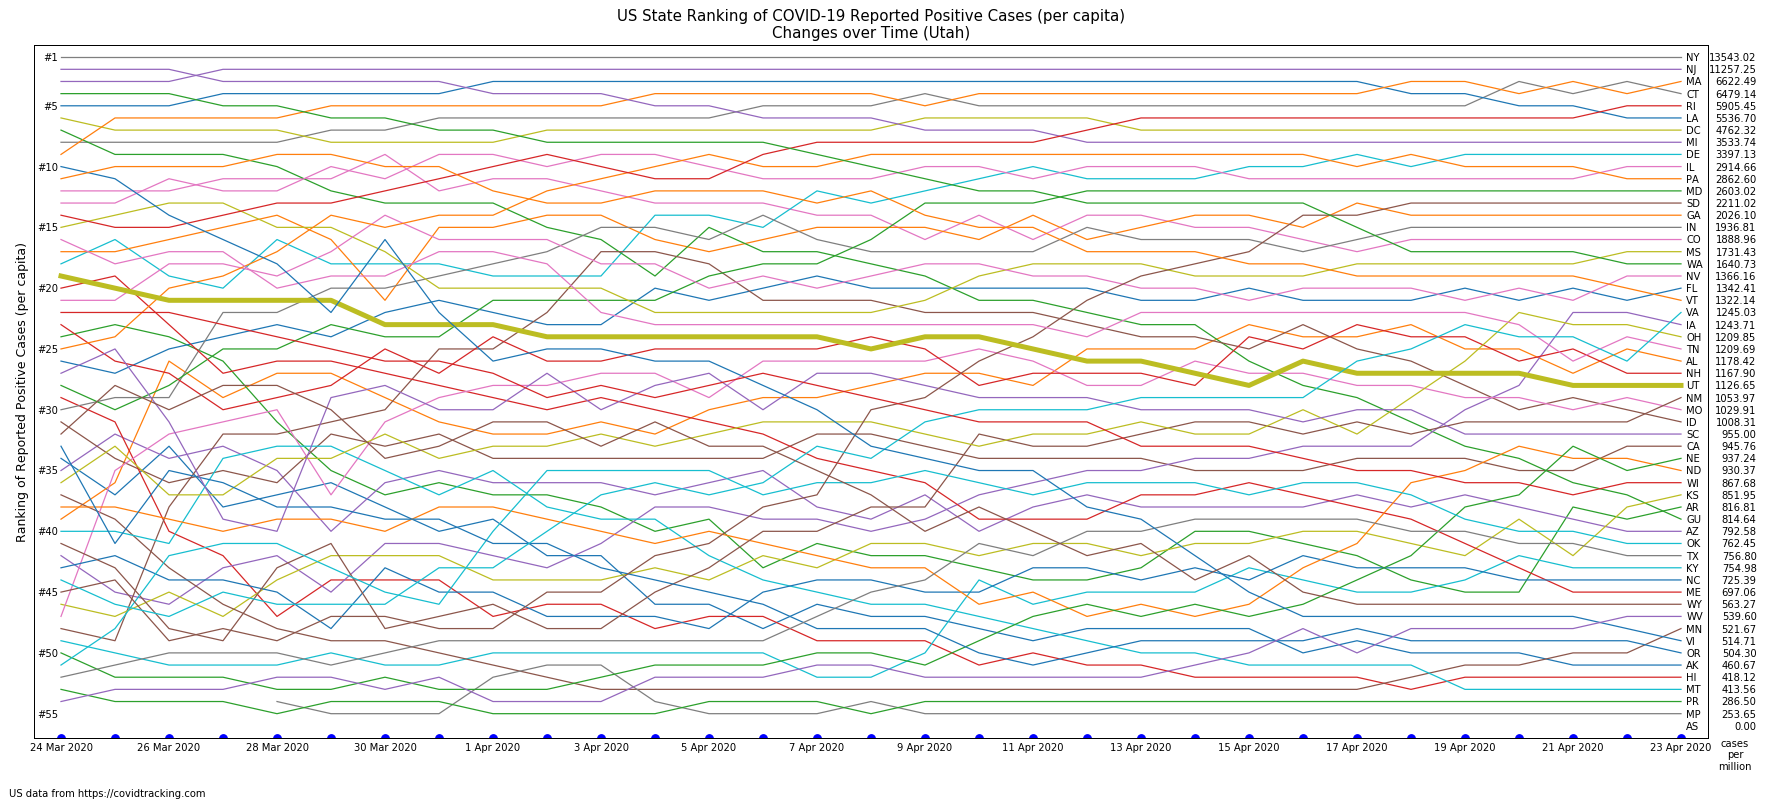 US State Ranking of COVID-19 Reported Positive Cases (per capita)
Changes over Time (Utah)
Ranking of Reported Positive Cases (per capita)
#1
#5
#10
#15
#20
#25
#30
#35
#40
#45
#50
#55
NY 13543.02
NJ 11257.25
MA 6622.49
CT 6479.14
RI 5905.45
LA 5536.70
DC 4762.32
MI 3533.74
DE 3397.13
IL 2914.66
PA 2862.60
MD 2603.02
SD 2211.02
GA 2026.10
IN 1936.81
CO 1888.96
MS 1731.43
WA 1640.73
NV 1366.16
FL 1342.41
VT 1322.14
VA 1245.03
IA 1243.71
OH 1209.85
TN 1209.69
AL 1178.42
NH 1167.90
UT 1126.65
NM 1053.97
MO 1029.91
ID 1008.31
SC 955.00
CA 945.76
NE 937.24
ND 930.37
WI 867.68
KS 851.95
AR 816.81
GU 814.64
AZ 792.58
OK 762.45
TX 756.80
KY 754.98
NC 725.39
ME 697.06
WY 563.27
WV 539.60
MN 521.67
VI 514.71
OR 504.30
AK 460.67
HI 418.12
MT 413.56
PR 286.50
MP 253.65
AS 0.00
24 Mar 2020 26 Mar 2020 28 Mar 2020 30 Mar 2020 1 Apr 2020 3 Apr 2020 5 Apr 2020 7 Apr 2020 9 Apr 2020 11 Apr 2020 13 Apr 2020 15 Apr 2020 17 Apr 2020 19 Apr 2020 21 Apr 2020 23 Apr 2020
cases
per
million
US data from https://covidtracking.com